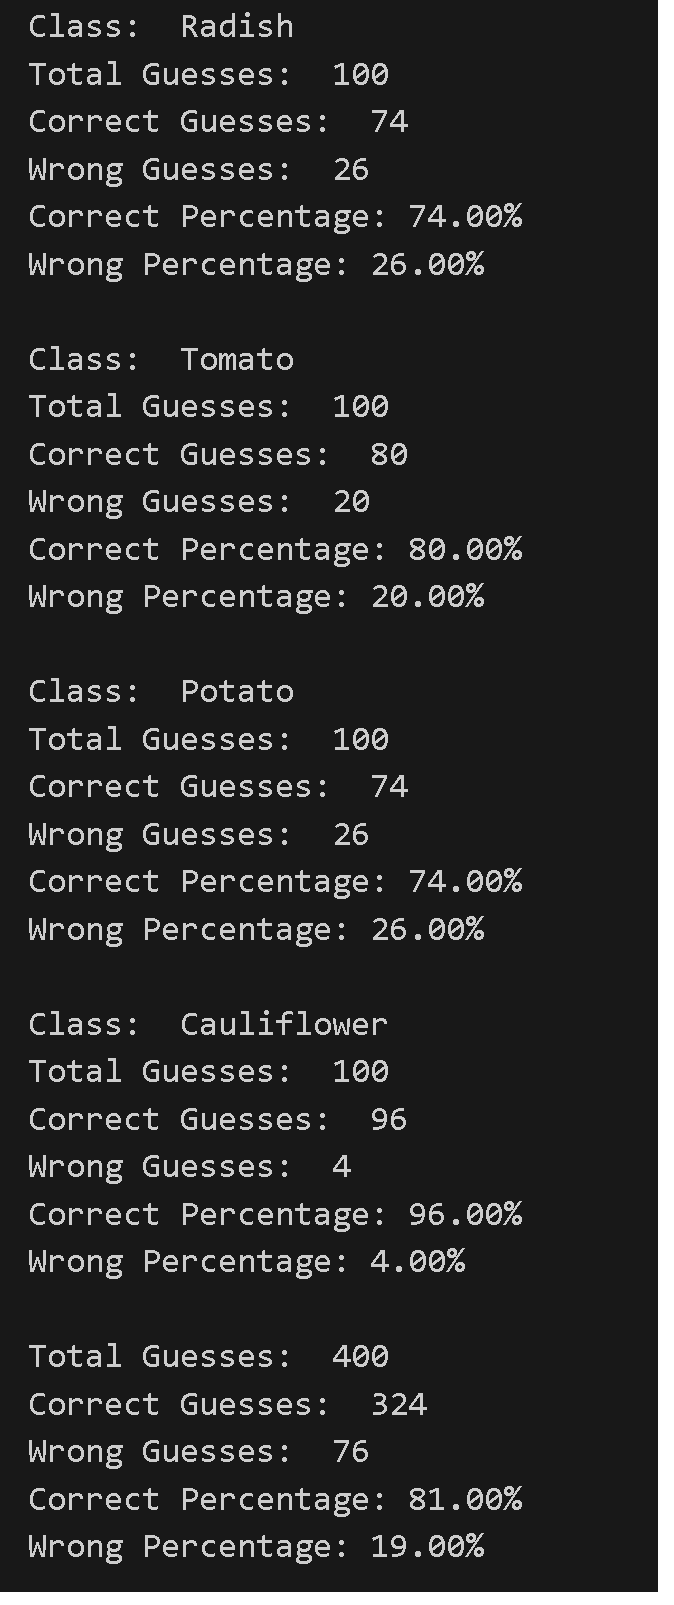 Class:  Radish
Total Guesses:  100
Correct Guesses:  74
Wrong Guesses:  26
Correct Percentage: 74.00%
Wrong Percentage: 26.00%

Class:  Tomato
Total Guesses:  100
Correct Guesses:  80
Wrong Guesses:  20
Correct Percentage: 80.00%
Wrong Percentage: 20.00%

Class:  Potato
Total Guesses:  100
Correct Guesses:  74
Wrong Guesses:  26
Correct Percentage: 74.00%
Wrong Percentage: 26.00%

Class:  Cauliflower
Total Guesses:  100
Correct Guesses:  96
Wrong Guesses:  4
Correct Percentage: 96.00%
Wrong Percentage: 4.00%

Total Guesses:  400
Correct Guesses:  324
Wrong Guesses:  76
Correct Percentage: 81.00%
Wrong Percentage: 19.00%